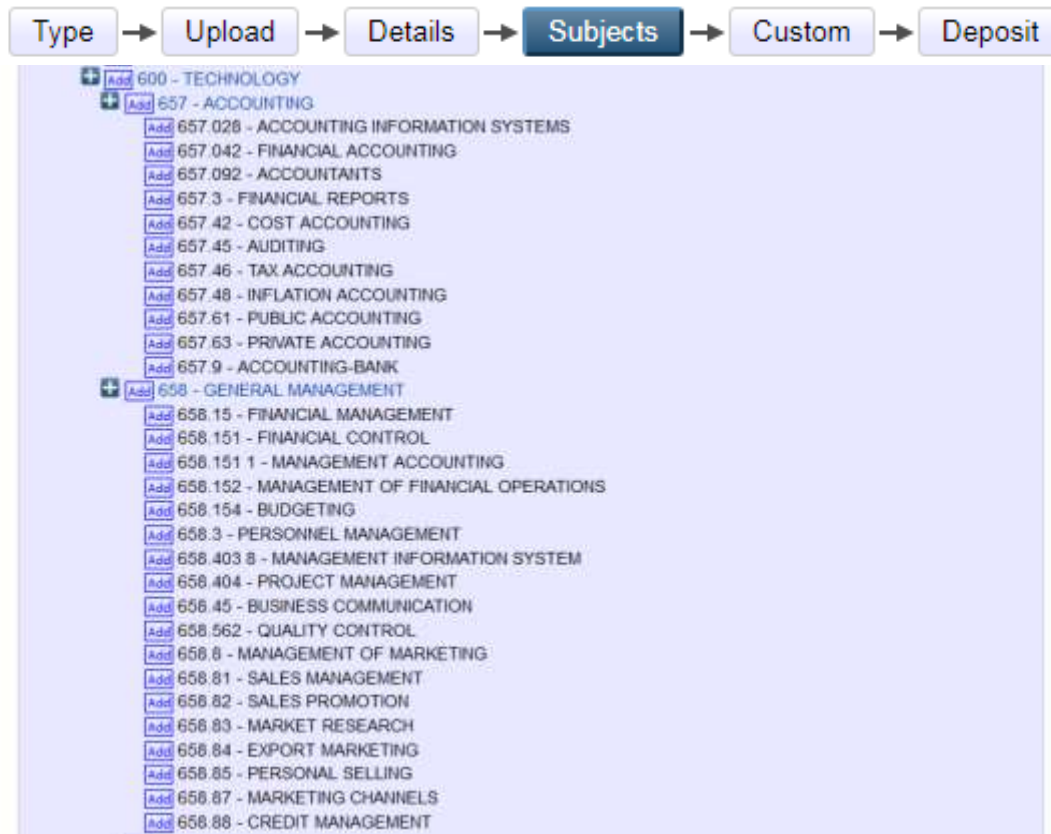 Type Upload Details Subjects Custom Deposit
Add 600 - TECHNOLOGY
Add 657 - ACCOUNTING
Add 657.028 - ACCOUNTING INFORMATION SYSTEMS
Add 657.042 - FINANCIAL ACCOUNTING
Add 657.092 - ACCOUNTANTS
Add 657.3 - FINANCIAL REPORTS
Add 657.42 - COST ACCOUNTING
Add 657.45 - AUDITING
Add 657.46 - TAX ACCOUNTING
Add 657.48 - INFLATION ACCOUNTING
Add 657.61 - PUBLIC ACCOUNTING
Add 657.63 - PRIVATE ACCOUNTING
Add 657.9 - ACCOUNTING-BANK
Add 658 - GENERAL MANAGEMENT
Add 658.15 - FINANCIAL MANAGEMENT
Add 658.151 - FINANCIAL CONTROL
Add 658.151 1 - MANAGEMENT ACCOUNTING
Add 658.152 - MANAGEMENT OF FINANCIAL OPERATIONS
Add 658.154 - BUDGETING
Add 658.3 - PERSONNEL MANAGEMENT
Add 658.403 8 - MANAGEMENT INFORMATION SYSTEM
Add 658.404 - PROJECT MANAGEMENT
Add 658.45 - BUSINESS COMMUNICATION
Add 658.562 - QUALITY CONTROL
Add 658.8 - MANAGEMENT OF MARKETING
Add 658.81 - SALES MANAGEMENT
Add 658.82 - SALES PROMOTION
Add 658.83 - MARKET RESEARCH
Add 658.84 - EXPORT MARKETING
Add 658.85 - PERSONAL SELLING
Add 658.87 - MARKETING CHANNELS
Add 658.88 - CREDIT MANAGEMENT